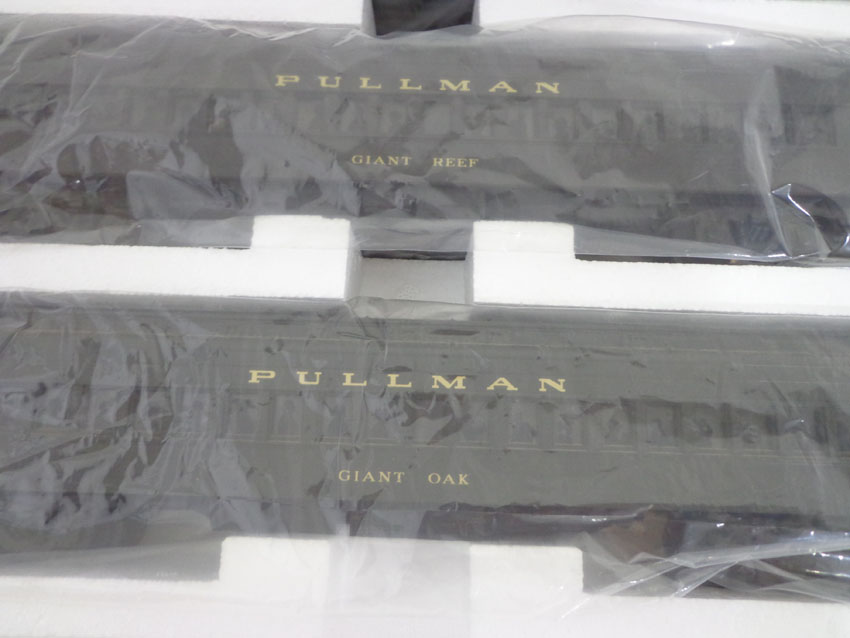 PULLMAN
GIANT REEF
PULLMAN
GIANT OAK